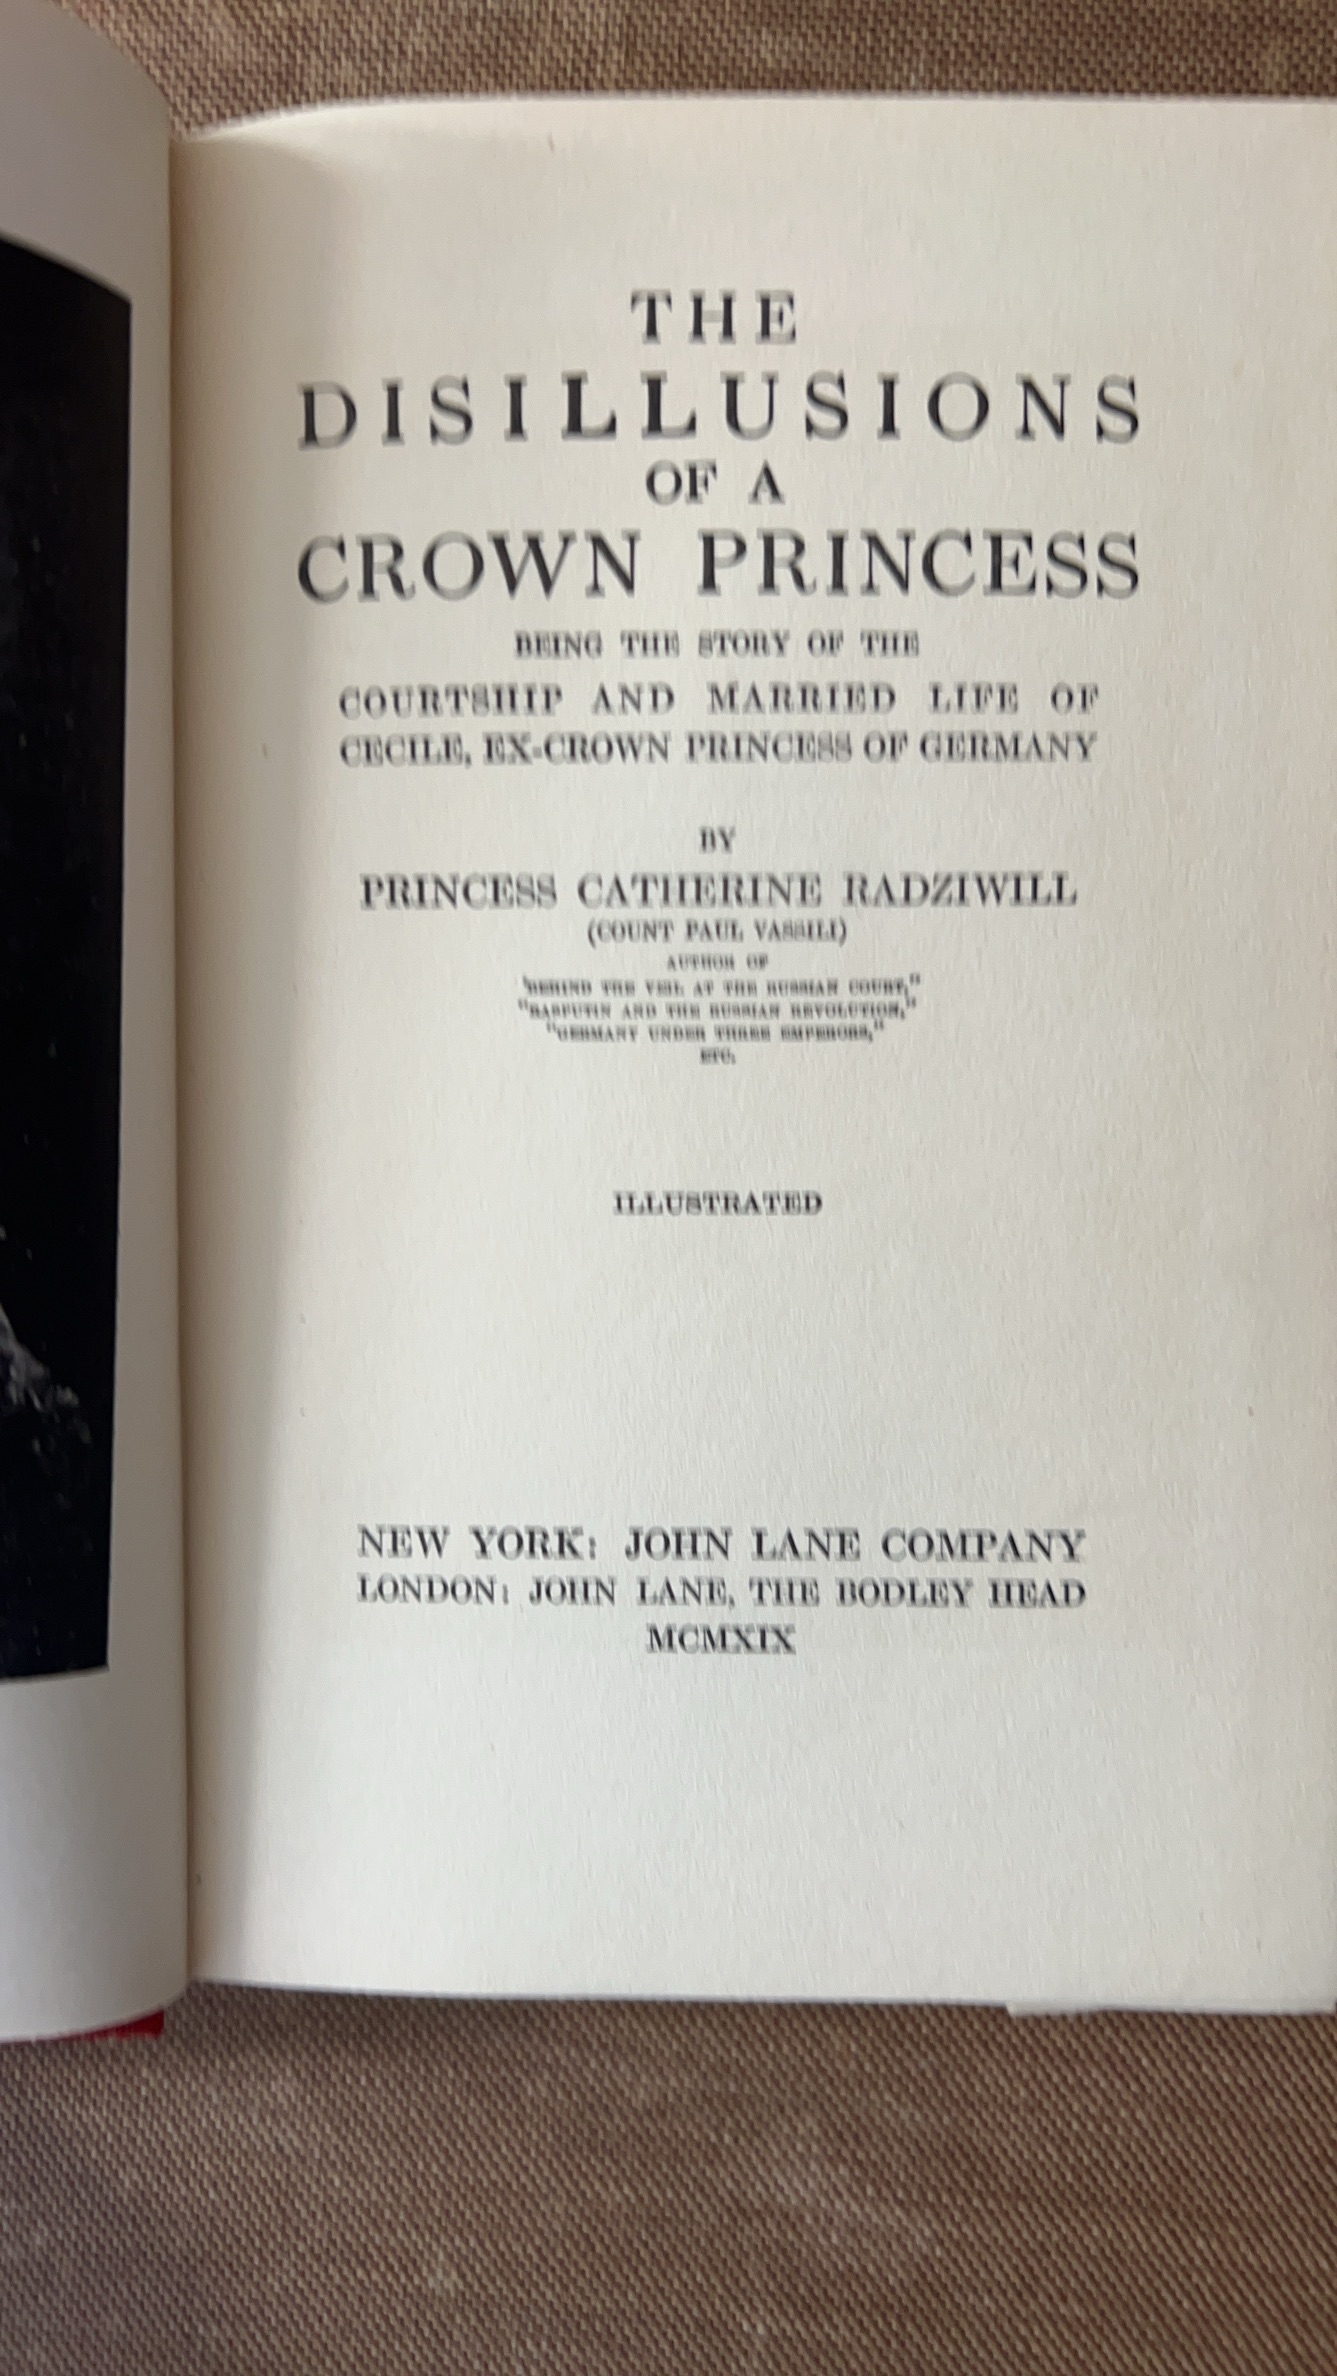 THE
DISILLUSIONS
OF A
CROWN PRINCESS
BEING THE STORY OF THE
COURTSHIP AND MARRIED LIFE OF
CECILE, EX-CROWN PRINCESS OF GERMANY
BY
PRINCESS CATHERINE RADZIWILL
(COUNT PAUL VASSILI)
AUTHOR OF
"BEHIND THE VEIL AT THE RUSSIAN COURT,"
"RASPUTIN AND THE RUSSIAN REVOLUTION,"
"GERMANY UNDER THREE EMPERORS,"
ETC.
ILLUSTRATED
NEW YORK: JOHN LANE COMPANY
LONDON: JOHN LANE, THE BODLEY HEAD
MCMXIX